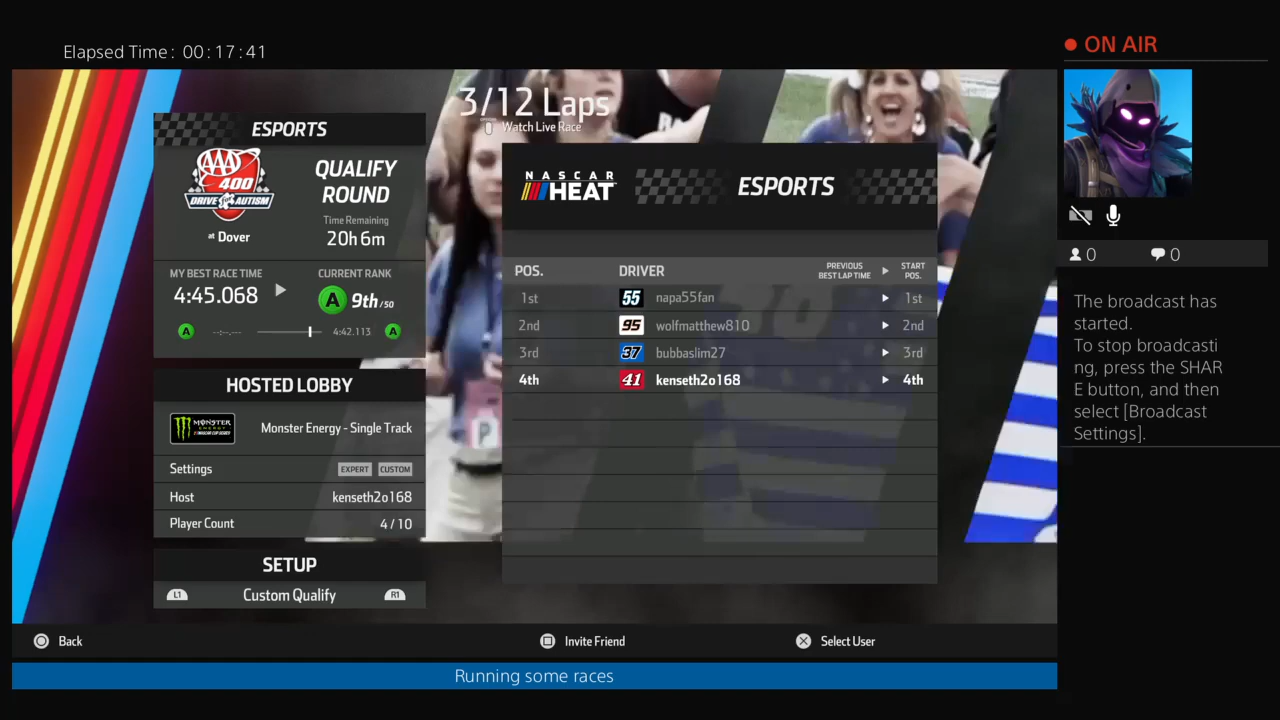 Elapsed Time: 00:17:41
ON AIR
3/12 Laps
Watch Live Race
ESPORTS
AAA
400
DRIVE AUTISM
at Dover
QUALIFY
ROUND
Time Remaining
20h 6m
MY BEST RACE TIME
4:45.068
CURRENT RANK
A 9th/50
A --:--.--- 4:42.113 A
HOSTED LOBBY
MONSTER
ENERGY
Monster Energy - Single Track
Settings EXPERT CUSTOM
Host kenseth2o168
Player Count 4/10
SETUP
L1 Custom Qualify R1
NASCAR
HEAT
ESPORTS
POS. DRIVER PREVIOUS BEST LAP TIME START POS.
1st 55 napa55fan 1st
2nd 95 wolfmatthew810 2nd
3rd 37 bubbaslim27 3rd
4th 41 kenseth2o168 4th
P
Back
Invite Friend
Select User
Running some races
0 0
The broadcast has
started.
To stop broadcasti
ng, press the SHAR
E button, and then
select [Broadcast
Settings].